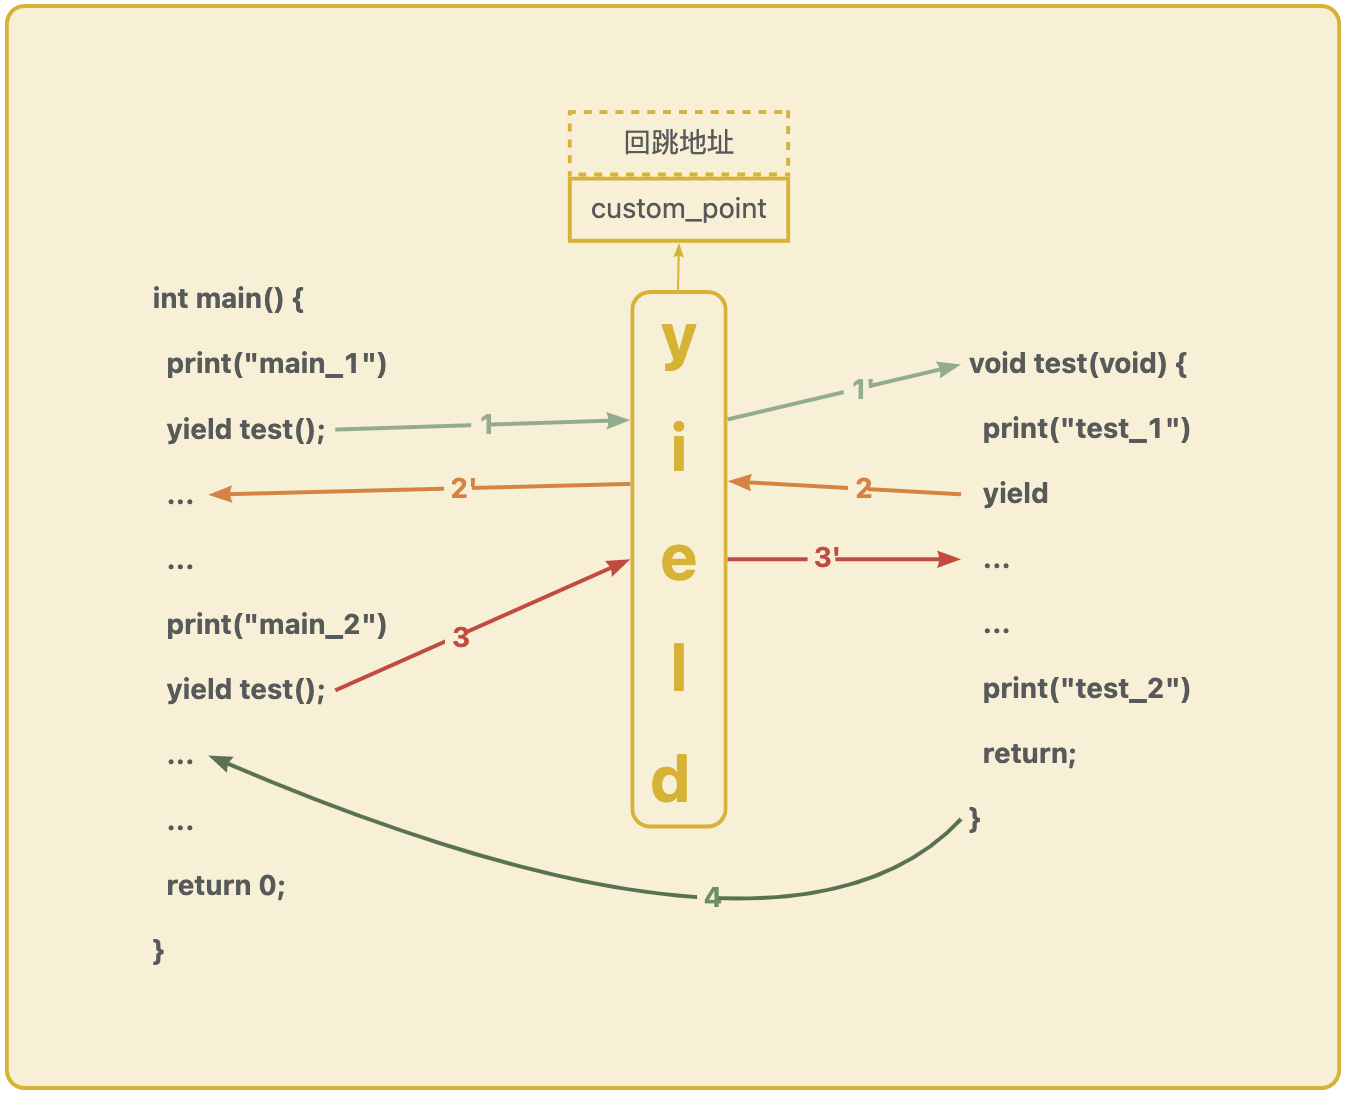 回跳地址
custom_point
int main() {
print("main_1")
yield test();
...
...
print("main_2")
yield test();
...
...
return 0;
}
y
i
e
l
d
void test(void) {
print("test_1")
yield
...
...
print("test_2")
return;
}
1
1'
2'
2
3
3'
4